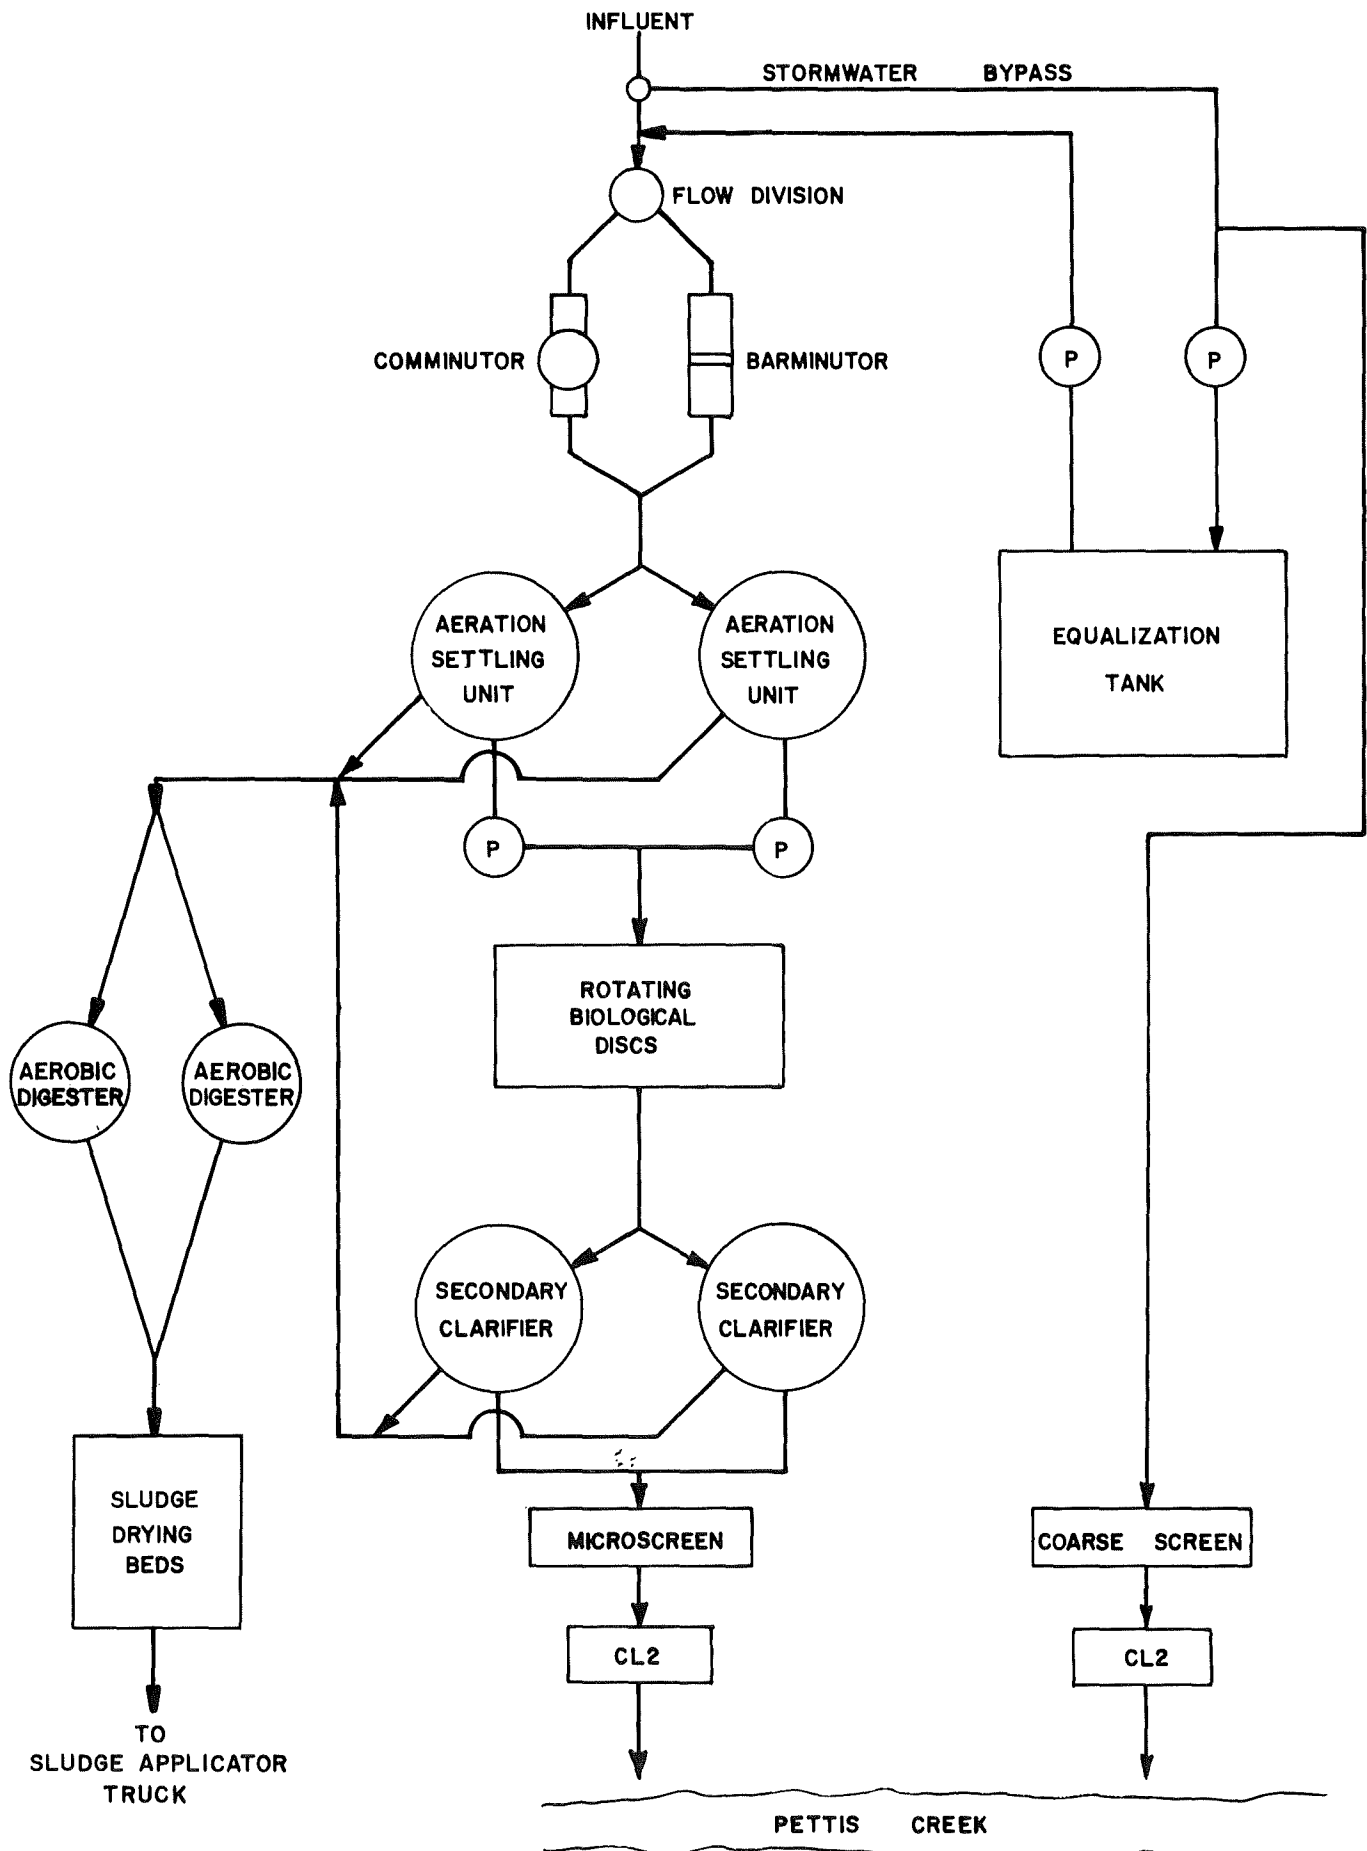 INFLUENT
STORMWATER BYPASS
FLOW DIVISION
COMMINUTOR
BARMINUTOR
P
P
AERATION
SETTLING
UNIT
AERATION
SETTLING
UNIT
EQUALIZATION
TANK
P
P
ROTATING
BIOLOGICAL
DISCS
AEROBIC
DIGESTER
AEROBIC
DIGESTER
SECONDARY
CLARIFIER
SECONDARY
CLARIFIER
SLUDGE
DRYING
BEDS
MICROSCREEN
COARSE SCREEN
CL2
CL2
TO
SLUDGE APPLICATOR
TRUCK
PETTIS CREEK